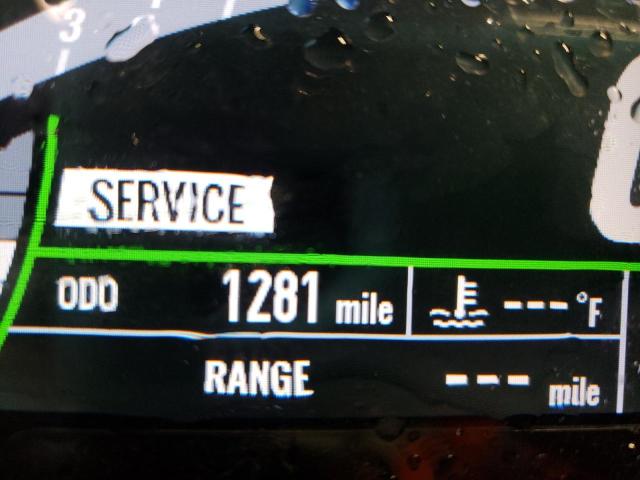 3
SERVICE
ODO 1281 mile --- °F
RANGE --- mile